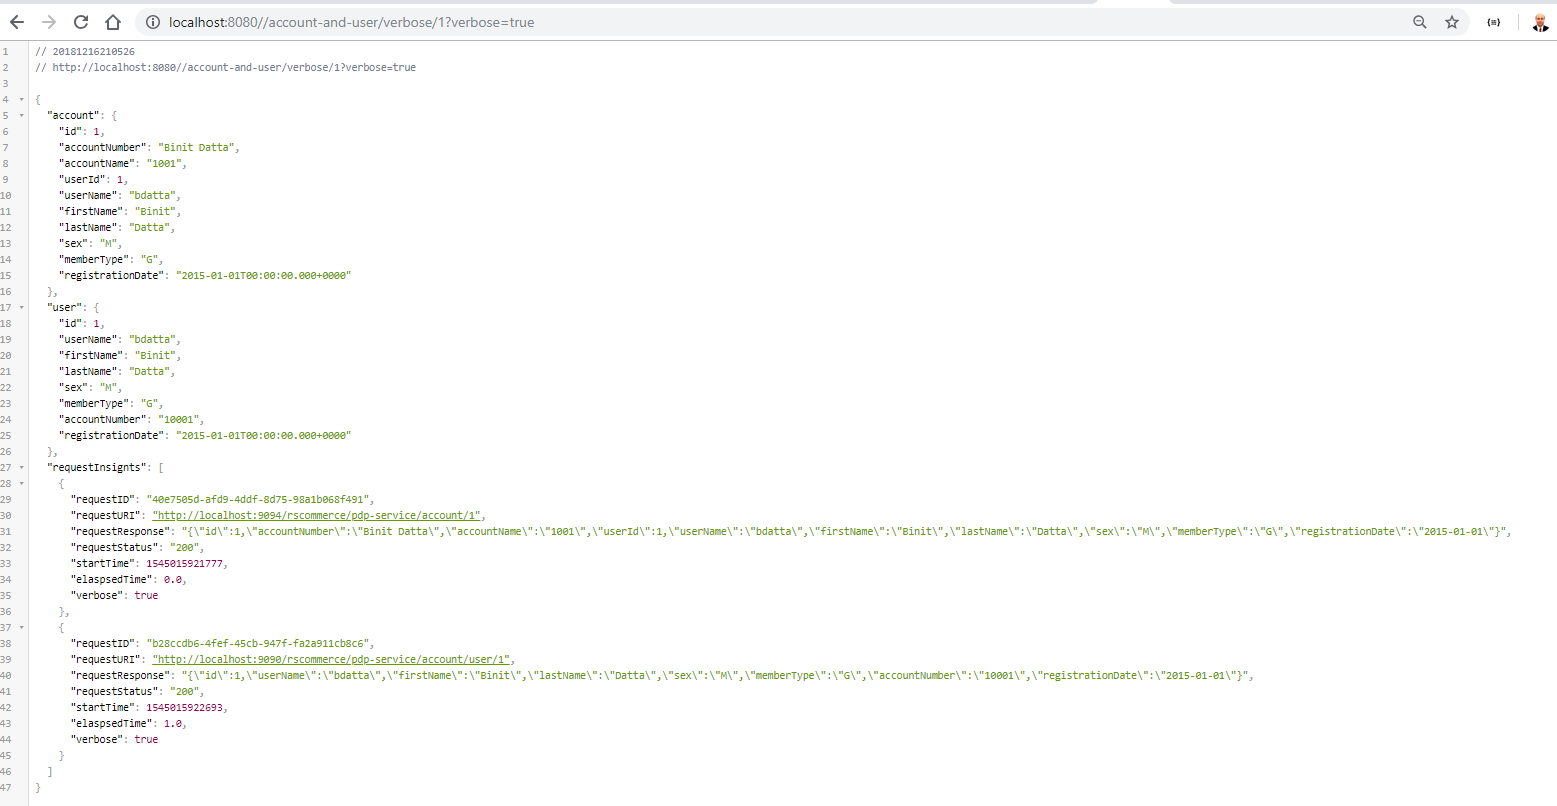 localhost:8080//account-and-user/verbose/1?verbose=true
1 // 20181216210526
2 // http://localhost:8080//account-and-user/verbose/1?verbose=true
3
4 {
5 "account": {
6 "id": 1,
7 "accountNumber": "Binit Datta",
8 "accountName": "1001",
9 "userId": 1,
10 "userName": "bdatta",
11 "firstName": "Binit",
12 "lastName": "Datta",
13 "sex": "M",
14 "memberType": "G",
15 "registrationDate": "2015-01-01T00:00:00.000+0000"
16 },
17 "user": {
18 "id": 1,
19 "userName": "bdatta",
20 "firstName": "Binit",
21 "lastName": "Datta",
22 "sex": "M",
23 "memberType": "G",
24 "accountNumber": "10001",
25 "registrationDate": "2015-01-01T00:00:00.000+0000"
26 },
27 "requestInsignts": [
28 {
29 "requestID": "40e7505d-afd9-4ddf-8d75-98a1b068f491",
30 "requestURI": "http://localhost:9094/rscommerce/pdp-service/account/1",
31 "requestResponse": "{\"id\":1,\"accountNumber\":\"Binit Datta\",\"accountName\":\"1001\",\"userId\":1,\"userName\":\"bdatta\",\"firstName\":\"Binit\",\"lastName\":\"Datta\",\"sex\":\"M\",\"memberType\":\"G\",\"registrationDate\":\"2015-01-01\"}",
32 "requestStatus": "200",
33 "startTime": 1545015921777,
34 "elaspsedTime": 0.0,
35 "verbose": true
36 },
37 {
38 "requestID": "b28ccdb6-4fef-45cb-947f-fa2a911cb8c6",
39 "requestURI": "http://localhost:9090/rscommerce/pdp-service/account/user/1",
40 "requestResponse": "{\"id\":1,\"userName\":\"bdatta\",\"firstName\":\"Binit\",\"lastName\":\"Datta\",\"sex\":\"M\",\"memberType\":\"G\",\"accountNumber\":\"10001\",\"registrationDate\":\"2015-01-01\"}",
41 "requestStatus": "200",
42 "startTime": 1545015922693,
43 "elaspsedTime": 1.0,
44 "verbose": true
45 }
46 ]
47 }